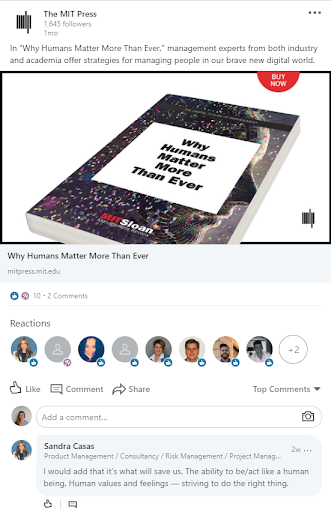 The MIT Press
1,645 followers
1mo
In "Why Humans Matter More Than Ever," management experts from both industry
and academia offer strategies for managing people in our brave new digital world.
BUY
NOW
Why
Humans
Matter
More
Than Ever
MITSloan
Management Review
Why Humans Matter More Than Ever
mitpress.mit.edu
10 • 2 Comments
Reactions
+2
Like Comment Share Top Comments
Add a comment...
Sandra Casas 2w ...
Product Management / Consultancy / Risk Management / Project Manag...
I would add that it's what will save us. The ability to be/act like a human
being. Human values and feelings — striving to do the right thing.